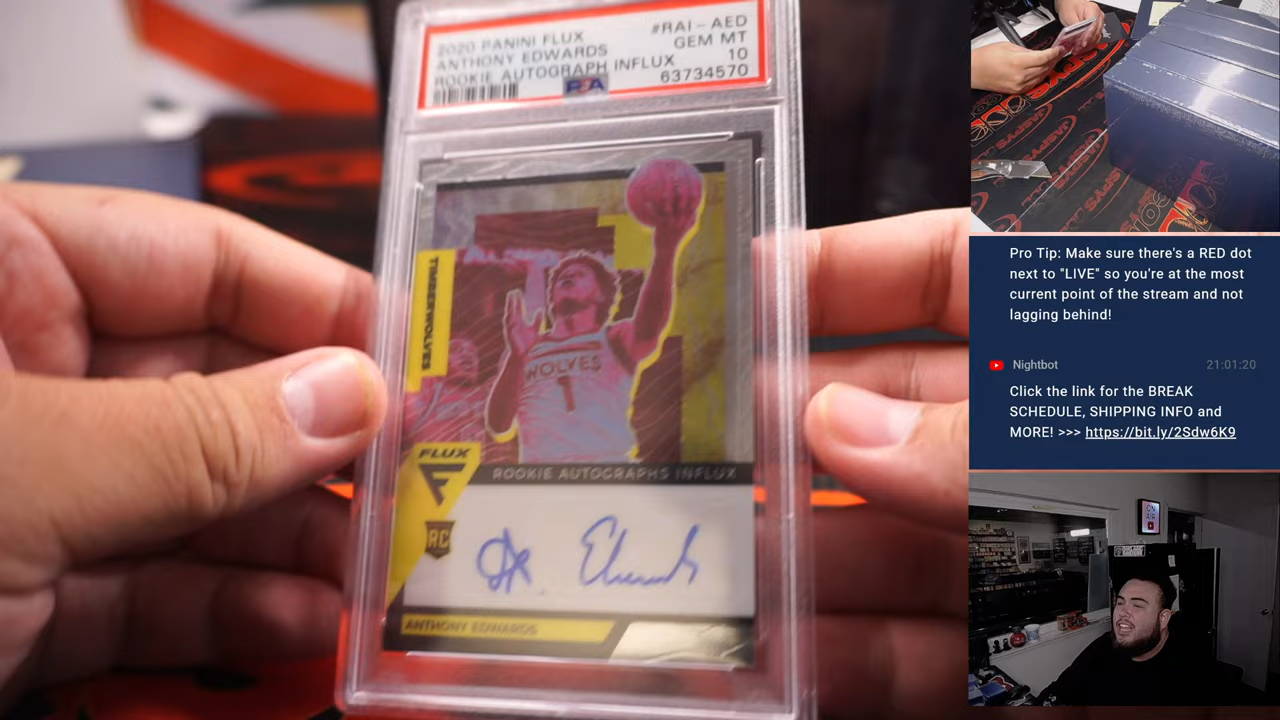 2020 PANINI FLUX #RAI-AED
ANTHONY EDWARDS GEM MT
ROOKIE AUTOGRAPH INFLUX 10
PSA 63734570
TIMBERWOLVES
WOLVES
1
FLUX
ROOKIE AUTOGRAPHS INFLUX
RC
ANTHONY EDWARDS
JASPYS
Pro Tip: Make sure there's a RED dot
next to "LIVE" so you're at the most
current point of the stream and not
lagging behind!
Nightbot 21:01:20
Click the link for the BREAK
SCHEDULE, SHIPPING INFO and
MORE! >>> https://bit.ly/2Sdw6K9
ON
AIR